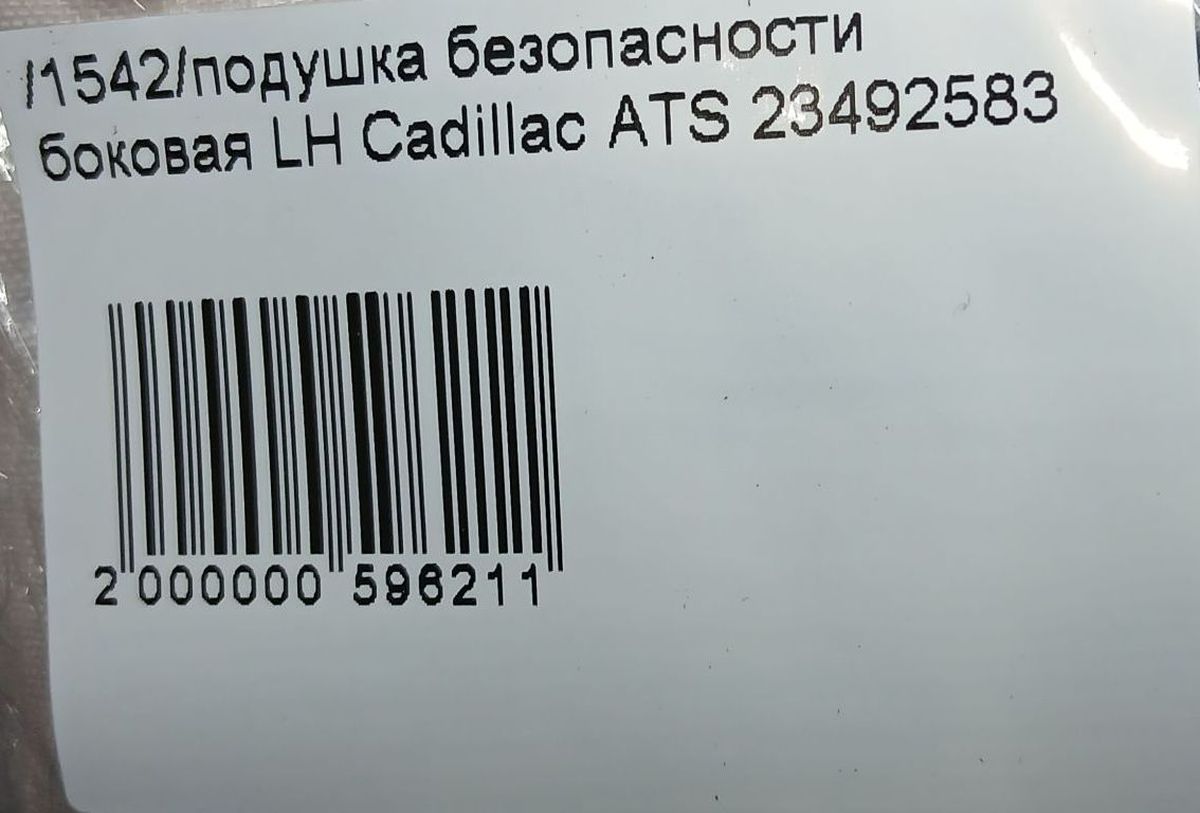 /1542/подушка безопасности
боковая LH Cadillac ATS 23492583
2 000000 596211